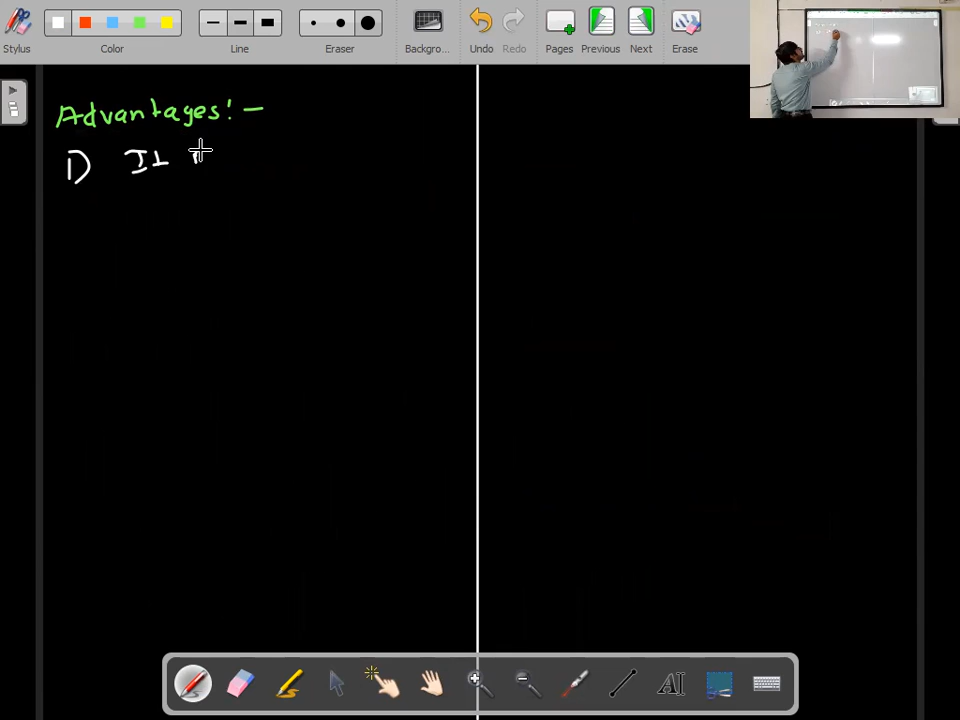 Stylus
Color
Line
Eraser
Backgro...
Undo
Redo
Pages
Previous
Next
Erase
Advantages:-
1) It